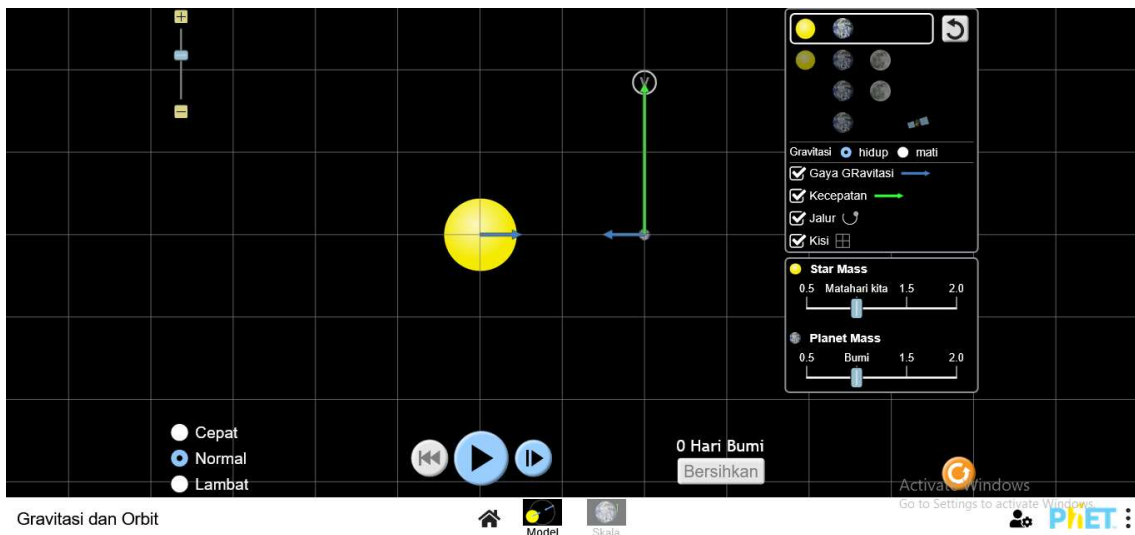 +
V
−
Gravitasi hidup mati
Gaya GRavitasi
Kecepatan
Jalur
Kisi
Star Mass
0.5 Matahari kita 1.5 2.0
Planet Mass
0.5 Bumi 1.5 2.0
Cepat
Normal
Lambat
0 Hari Bumi
Bersihkan
Activate Windows
Go to Settings to activate Windows.
Gravitasi dan Orbit
Model
Skala
PhET